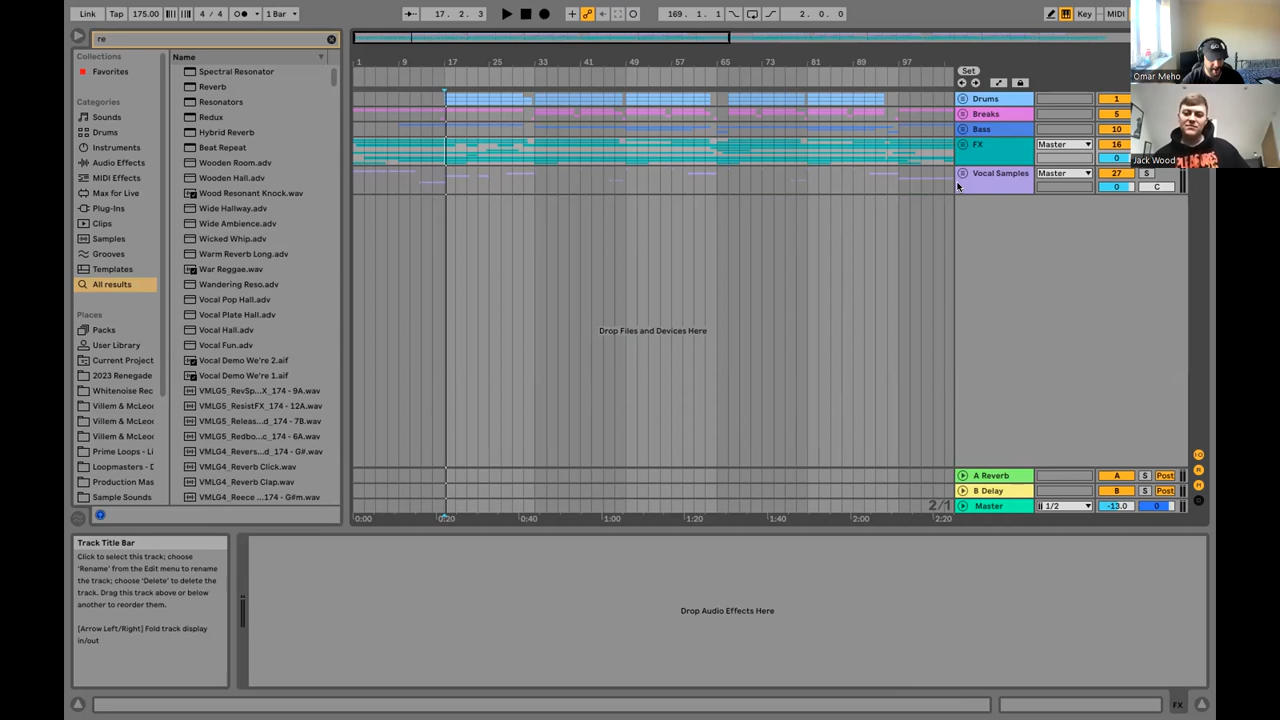 Link Tap 175.00 4 / 4 1 Bar 17. 2. 3 169. 1. 1 2. 0. 0 Key MIDI
re
Collections
Favorites
Categories
Sounds
Drums
Instruments
Audio Effects
MIDI Effects
Max for Live
Plug-Ins
Clips
Samples
Grooves
Templates
All results
Places
Packs
User Library
Current Project
2023 Renegade
Whitenoise Rec
Villem & McLeo
Villem & McLeo
Villem & McLeo
Prime Loops - Li
Loopmasters - D
Production Mas
Sample Sounds
Name
Spectral Resonator
Reverb
Resonators
Redux
Hybrid Reverb
Beat Repeat
Wooden Room.adv
Wooden Hall.adv
Wood Resonant Knock.wav
Wide Hallway.adv
Wide Ambience.adv
Wicked Whip.adv
Warm Reverb Long.adv
War Reggae.wav
Wandering Reso.adv
Vocal Pop Hall.adv
Vocal Plate Hall.adv
Vocal Hall.adv
Vocal Fun.adv
Vocal Demo We're 2.aif
Vocal Demo We're 1.aif
VMLG5_RevSp...X_174 - 9A.wav
VMLG5_ResistFX_174 - 12A.wav
VMLG5_Releas...d_174 - 7B.wav
VMLG5_Redbo...c_174 - 6A.wav
VMLG4_Revers...d_174 - G#.wav
VMLG4_Reverb Click.wav
VMLG4_Reverb Clap.wav
VMLG4_Reece ...174 - G#m.wav
1 9 17 25 33 41 49 57 65 73 81 89 97
Set
Drums 1
Breaks 5
Bass 10
FX Master 16
0
Vocal Samples Master 27 S
0 C
Drop Files and Devices Here
A Reverb A S Post
B Delay B S Post
2/1
Master 1/2 -13.0 0
0:00 0:20 0:40 1:00 1:20 1:40 2:00 2:20
Omar Meho
Jack Wood
Track Title Bar
Click to select this track; choose
'Rename' from the Edit menu to rename
the track; choose 'Delete' to delete the
track. Drag this track above or below
another to reorder them.
[Arrow Left/Right] Fold track display
in/out
Drop Audio Effects Here
FX